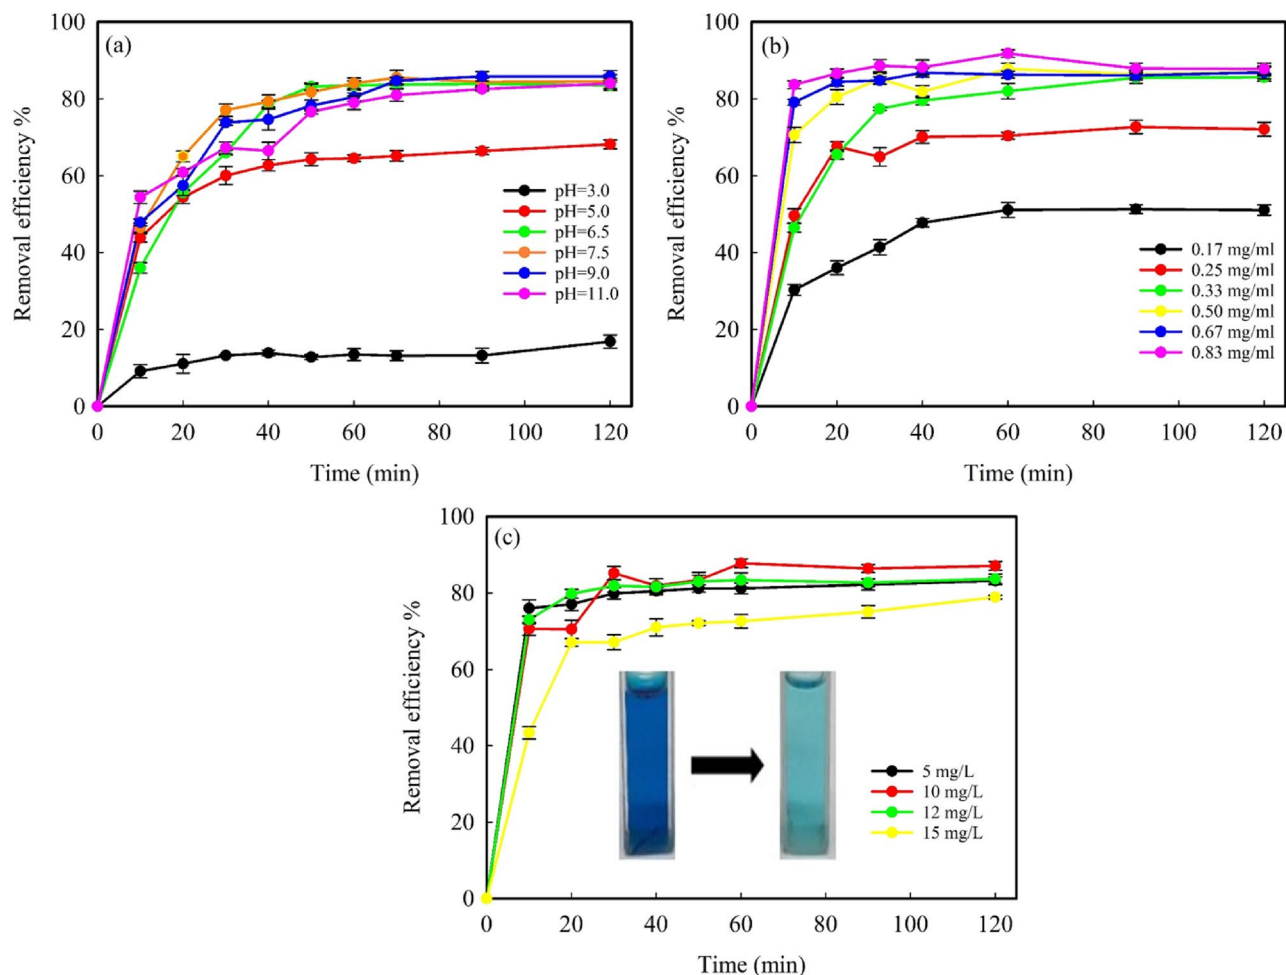 (a)
Removal efficiency %
100
80
60
40
20
0
pH=3.0
pH=5.0
pH=6.5
pH=7.5
pH=9.0
pH=11.0
0 20 40 60 80 100 120
Time (min)
(b)
Removal efficiency %
100
80
60
40
20
0
0.17 mg/ml
0.25 mg/ml
0.33 mg/ml
0.50 mg/ml
0.67 mg/ml
0.83 mg/ml
0 20 40 60 80 100 120
Time (min)
(c)
Removal efficiency %
100
80
60
40
20
0
5 mg/L
10 mg/L
12 mg/L
15 mg/L
0 20 40 60 80 100 120
Time (min)